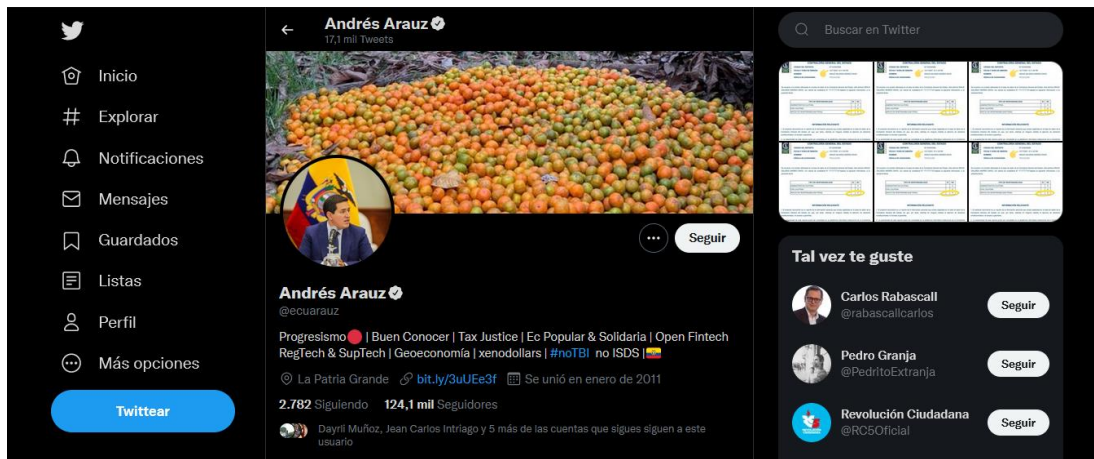 Inicio
Explorar
Notificaciones
Mensajes
Guardados
Listas
Perfil
Más opciones
Twittear
Andrés Arauz
17,1 mil Tweets
Seguir
Andrés Arauz
@ecuarauz
Progresismo🔴 | Buen Conocer | Tax Justice | Ec Popular & Solidaria | Open Fintech
RegTech & SupTech | Geoeconomía | xenodollars | #noTBI no ISDS |🇪🇨
La Patria Grande bit.ly/3uUEe3f Se unió en enero de 2011
2.782 Siguiendo 124,1 mil Seguidores
Dayrli Muñoz, Jean Carlos Intriago y 5 más de las cuentas que sigues siguen a este
usuario
Buscar en Twitter
Tal vez te guste
Carlos Rabascall
@rabascallcarlos
Seguir
Pedro Granja
@PedritoExtranja
Seguir
Revolución Ciudadana
@RC5Oficial
Seguir